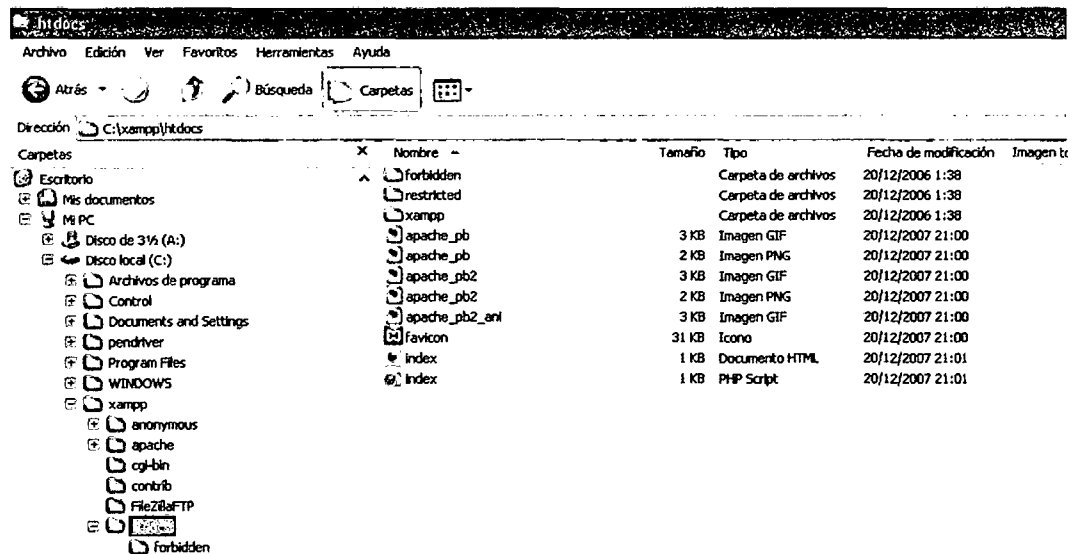 htdocs
Archivo Edición Ver Favoritos Herramientas Ayuda
Atrás Búsqueda Carpetas
Dirección C:\xampp\htdocs
Carpetas
Escritorio
Mis documentos
Mi PC
Disco de 3½ (A:)
Disco local (C:)
Archivos de programa
Control
Documents and Settings
pendriver
Program Files
WINDOWS
xampp
anonymous
apache
cgi-bin
contrib
FileZillaFTP
forbidden
Nombre Tamaño Tipo Fecha de modificación Imagen
forbidden Carpeta de archivos 20/12/2006 1:38
restricted Carpeta de archivos 20/12/2006 1:38
xampp Carpeta de archivos 20/12/2006 1:38
apache_pb 3 KB Imagen GIF 20/12/2007 21:00
apache_pb 2 KB Imagen PNG 20/12/2007 21:00
apache_pb2 3 KB Imagen GIF 20/12/2007 21:00
apache_pb2 2 KB Imagen PNG 20/12/2007 21:00
apache_pb2_ani 3 KB Imagen GIF 20/12/2007 21:00
favicon 31 KB Icono 20/12/2007 21:00
index 1 KB Documento HTML 20/12/2007 21:01
index 1 KB PHP Script 20/12/2007 21:01